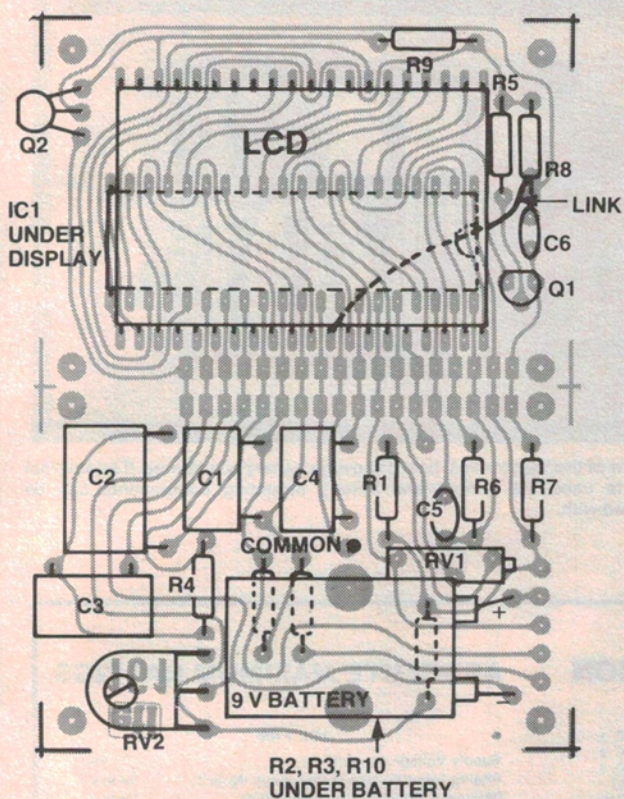 R9
R5
Q2
LCD
R8
LINK
IC1
UNDER
DISPLAY
C6
Q1
C2
C1
C4
R1
C5
R6
R7
COMMON
RV1
R4
C3
+
9 V BATTERY
–
RV2
R2, R3, R10
UNDER BATTERY